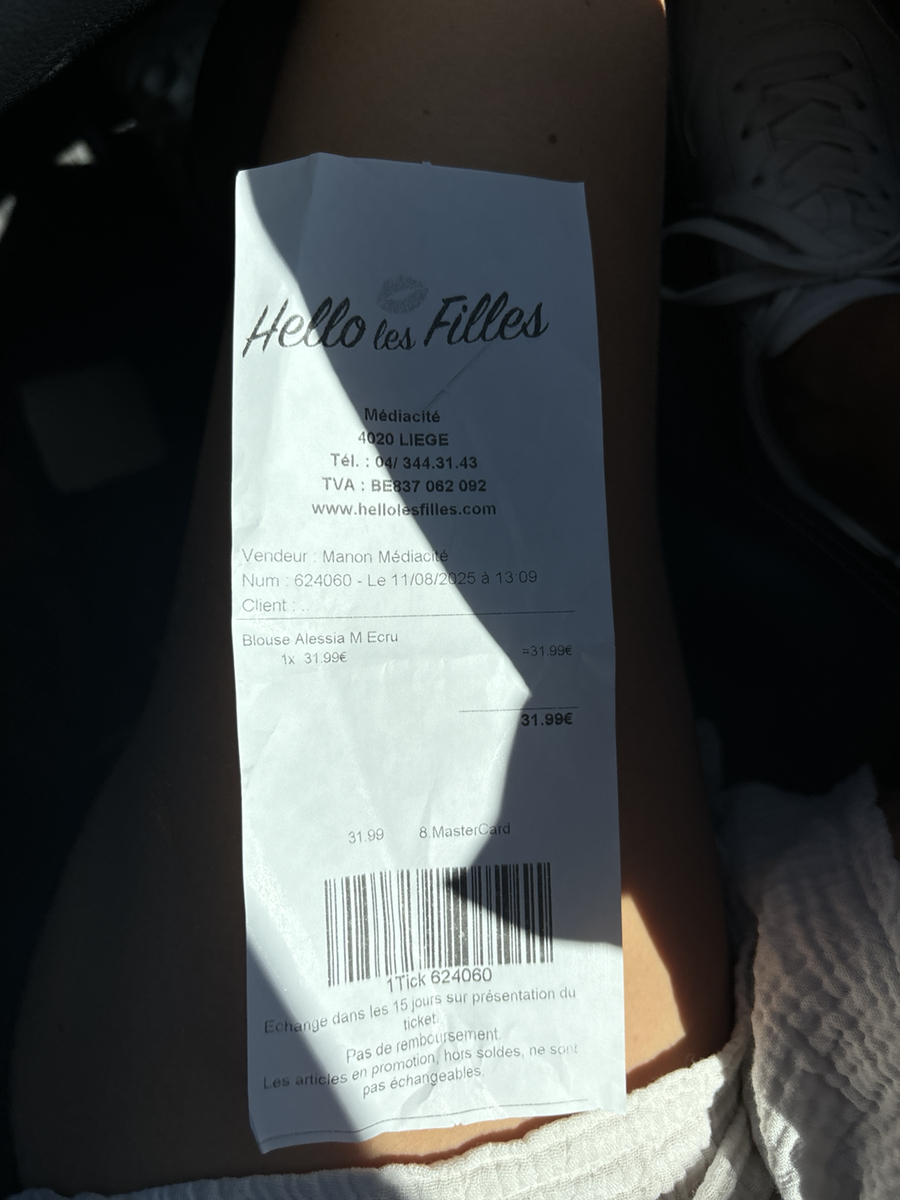 Hello les Filles
Médiacité
4020 LIEGE
Tél. : 04/ 344.31.43
TVA : BE837 062 092
www.hellolesfilles.com
Vendeur : Manon Médiacité
Num : 624060 - Le 11/08/2025 à 13:09
Client : ..
Blouse Alessia M Ecru
1x 31.99€ =31.99€
31.99€
31.99 8.MasterCard
1Tick 624060
Echange dans les 15 jours sur présentation du
ticket.
Pas de remboursement.
Les articles en promotion, hors soldes, ne sont
pas échangeables.